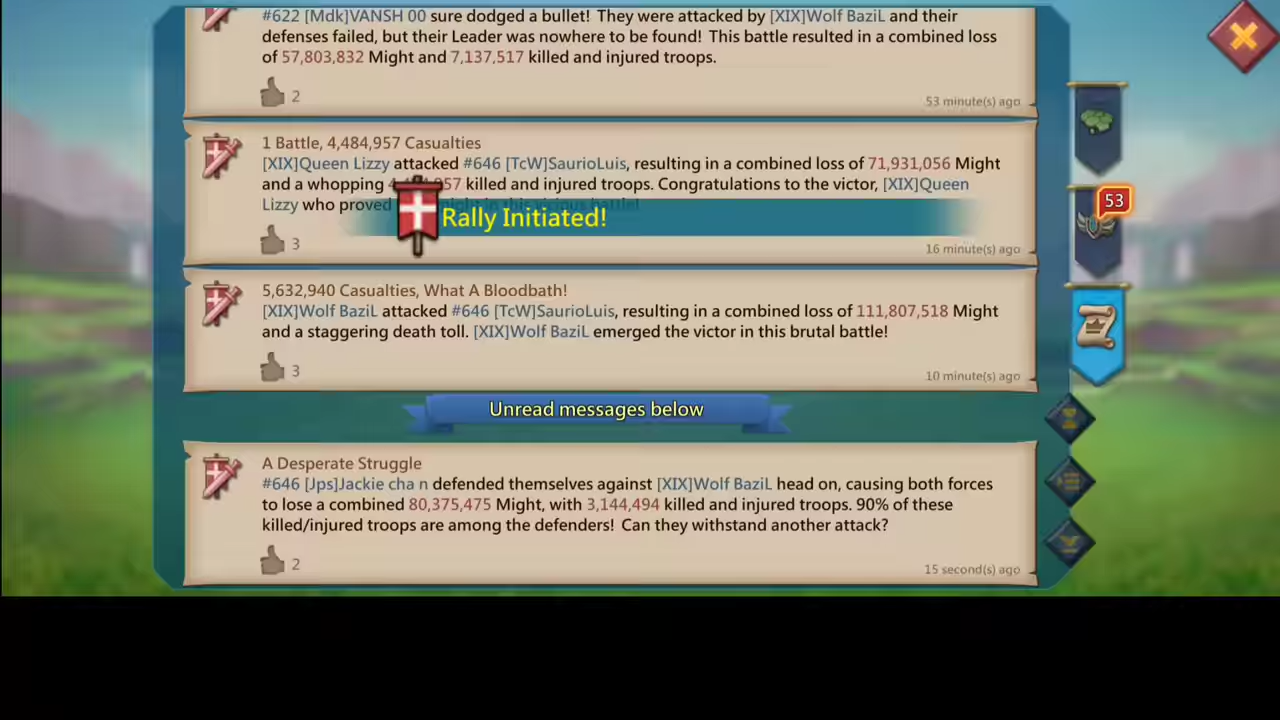 #622 [Mdk]VANSH 00 sure dodged a bullet! They were attacked by [XIX]Wolf BaziL and their
defenses failed, but their Leader was nowhere to be found! This battle resulted in a combined loss
of 57,803,832 Might and 7,137,517 killed and injured troops.
2
53 minute(s) ago
1 Battle, 4,484,957 Casualties
[XIX]Queen Lizzy attacked #646 [TcW]SaurioLuis, resulting in a combined loss of 71,931,056 Might
and a whopping 57 killed and injured troops. Congratulations to the victor, [XIX]Queen
Lizzy who proved in this vicious battle!
Rally Initiated!
3
16 minute(s) ago
53
5,632,940 Casualties, What A Bloodbath!
[XIX]Wolf BaziL attacked #646 [TcW]SaurioLuis, resulting in a combined loss of 111,807,518 Might
and a staggering death toll. [XIX]Wolf BaziL emerged the victor in this brutal battle!
3
10 minute(s) ago
Unread messages below
A Desperate Struggle
#646 [Jps]Jackie cha n defended themselves against [XIX]Wolf BaziL head on, causing both forces
to lose a combined 80,375,475 Might, with 3,144,494 killed and injured troops. 90% of these
killed/injured troops are among the defenders! Can they withstand another attack?
2
15 second(s) ago